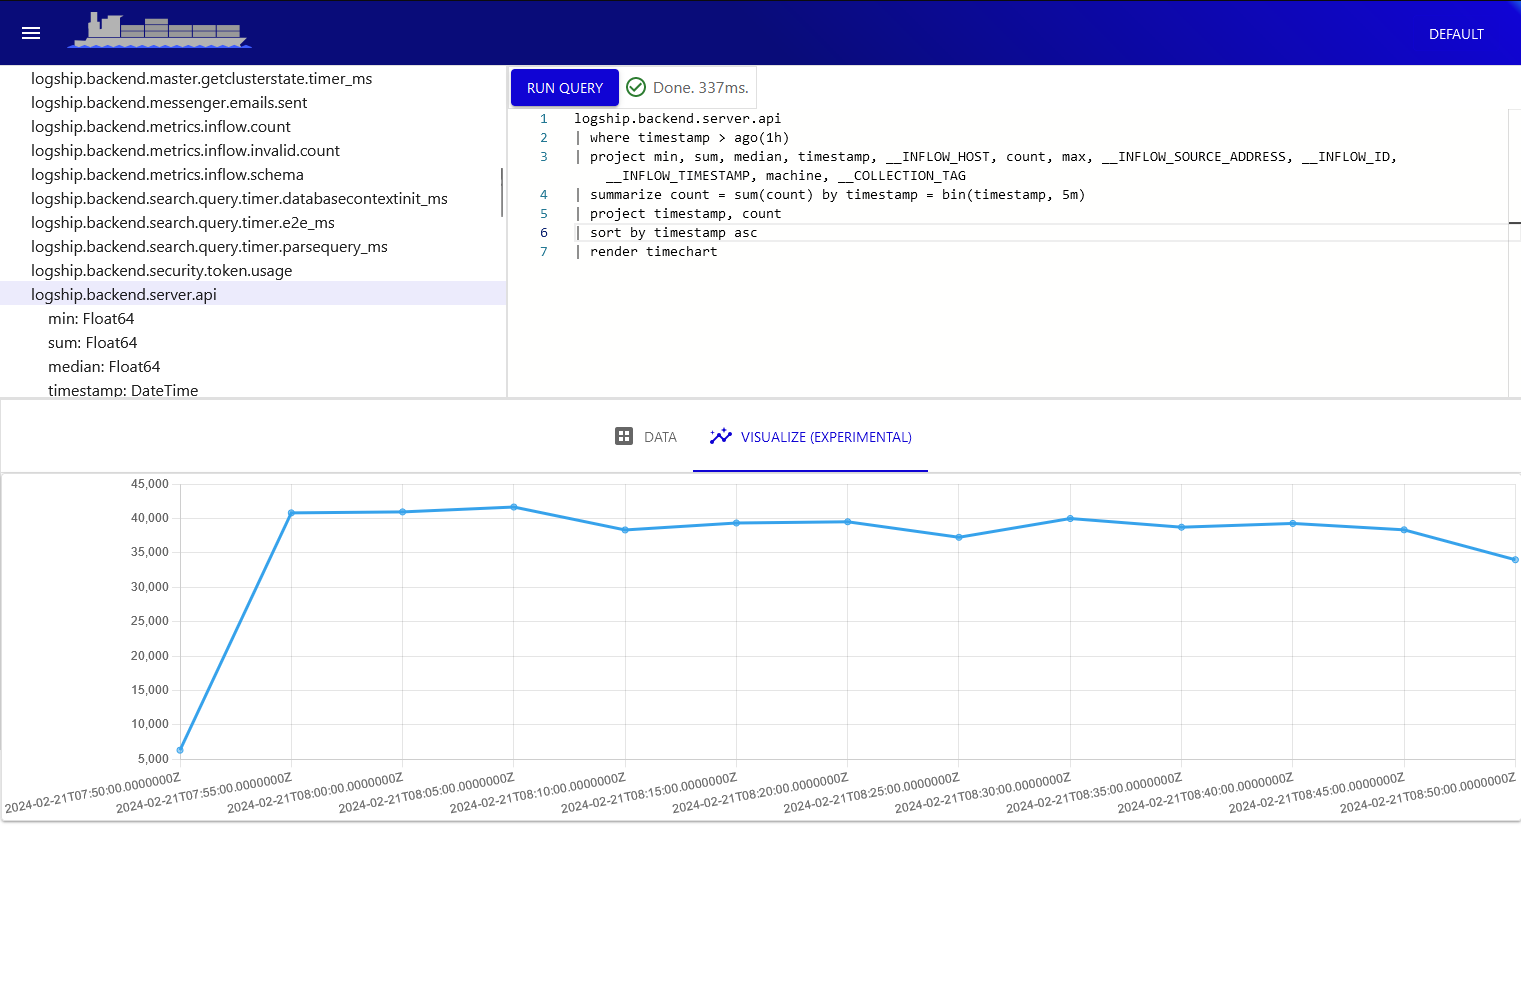 DEFAULT
logship.backend.master.getclusterstate.timer_ms
logship.backend.messenger.emails.sent
logship.backend.metrics.inflow.count
logship.backend.metrics.inflow.invalid.count
logship.backend.metrics.inflow.schema
logship.backend.search.query.timer.databasecontextinit_ms
logship.backend.search.query.timer.e2e_ms
logship.backend.search.query.timer.parsequery_ms
logship.backend.security.token.usage
logship.backend.server.api
min: Float64
sum: Float64
median: Float64
timestamp: DateTime
RUN QUERY Done. 337ms.
1 logship.backend.server.api
2 | where timestamp > ago(1h)
3 | project min, sum, median, timestamp, __INFLOW_HOST, count, max, __INFLOW_SOURCE_ADDRESS, __INFLOW_ID,
__INFLOW_TIMESTAMP, machine, __COLLECTION_TAG
4 | summarize count = sum(count) by timestamp = bin(timestamp, 5m)
5 | project timestamp, count
6 | sort by timestamp asc
7 | render timechart
DATA VISUALIZE (EXPERIMENTAL)
45,000
40,000
35,000
30,000
25,000
20,000
15,000
10,000
5,000
2024-02-21T07:50:00.0000000Z
2024-02-21T07:55:00.0000000Z
2024-02-21T08:00:00.0000000Z
2024-02-21T08:05:00.0000000Z
2024-02-21T08:10:00.0000000Z
2024-02-21T08:15:00.0000000Z
2024-02-21T08:20:00.0000000Z
2024-02-21T08:25:00.0000000Z
2024-02-21T08:30:00.0000000Z
2024-02-21T08:35:00.0000000Z
2024-02-21T08:40:00.0000000Z
2024-02-21T08:45:00.0000000Z
2024-02-21T08:50:00.0000000Z